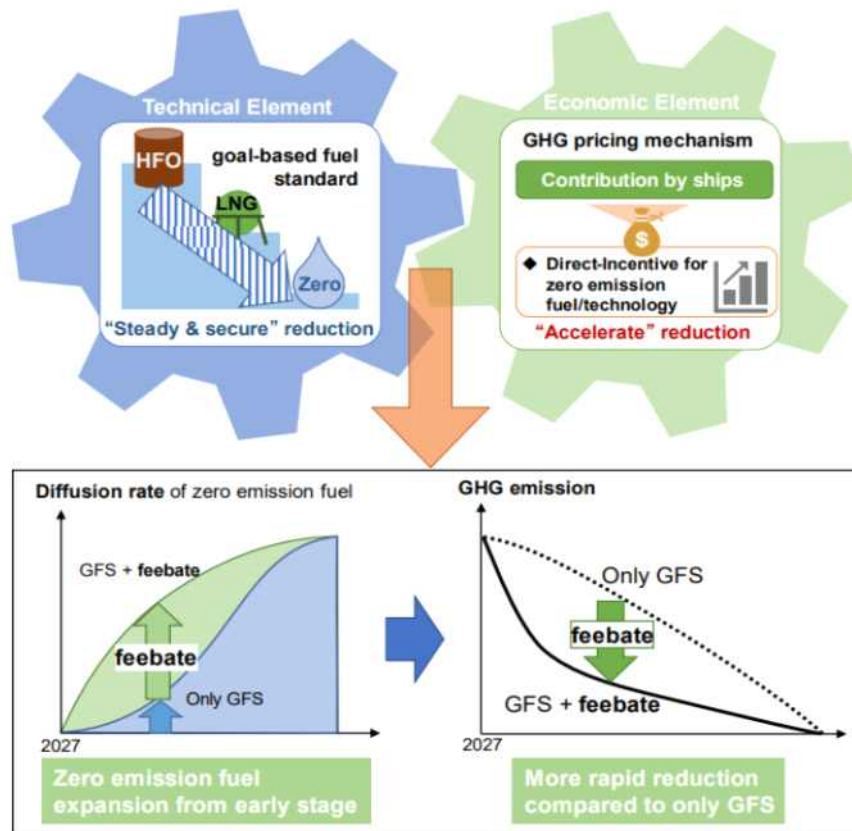 Technical Element
HFO
goal-based fuel
standard
LNG
Zero
“Steady & secure” reduction
Economic Element
GHG pricing mechanism
Contribution by ships
$
◆ Direct-Incentive for
zero emission
fuel/technology
“Accelerate” reduction
Diffusion rate of zero emission fuel
GFS + feebate
feebate
Only GFS
2027
Zero emission fuel
expansion from early stage
GHG emission
Only GFS
feebate
GFS + feebate
2027
More rapid reduction
compared to only GFS